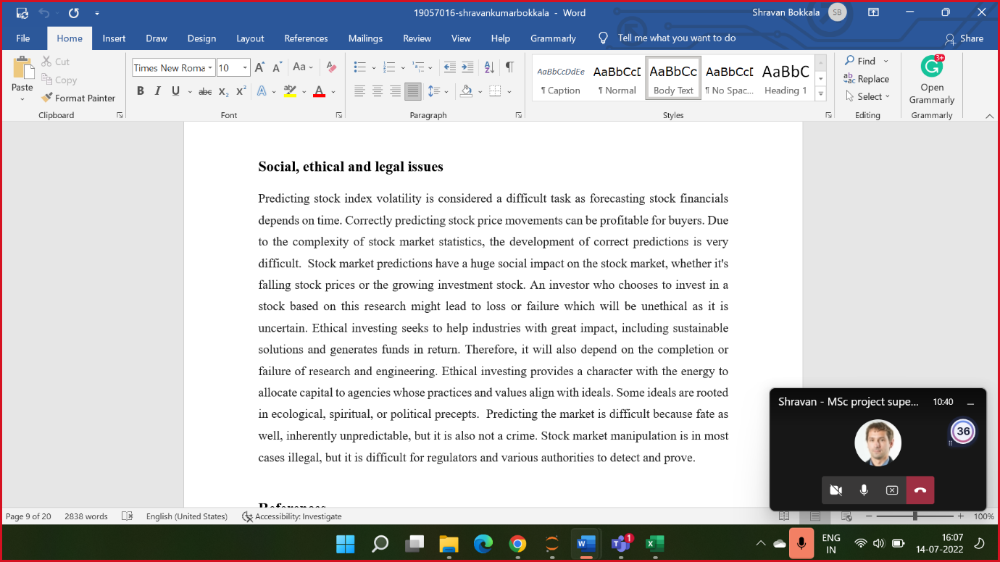 19057016-shravankumarbokkala - Word
Shravan Bokkala
SB
File Home Insert Draw Design Layout References Mailings Review View Help Grammarly Tell me what you want to do Share
Paste
Cut
Copy
Format Painter
Clipboard
Times New Roma 10
Aa
B I U abc X₂ X²
Font
Paragraph
AaBbCcDdEe
¶ Caption
AaBbCcD
¶ Normal
AaBbCc
Body Text
AaBbCcD
¶ No Spac...
AaBbC
Heading 1
Styles
Find
Replace
Select
Editing
3+
Open
Grammarly
Grammarly
Social, ethical and legal issues
Predicting stock index volatility is considered a difficult task as forecasting stock financials
depends on time. Correctly predicting stock price movements can be profitable for buyers. Due
to the complexity of stock market statistics, the development of correct predictions is very
difficult. Stock market predictions have a huge social impact on the stock market, whether it's
falling stock prices or the growing investment stock. An investor who chooses to invest in a
stock based on this research might lead to loss or failure which will be unethical as it is
uncertain. Ethical investing seeks to help industries with great impact, including sustainable
solutions and generates funds in return. Therefore, it will also depend on the completion or
failure of research and engineering. Ethical investing provides a character with the energy to
allocate capital to agencies whose practices and values align with ideals. Some ideals are rooted
in ecological, spiritual, or political precepts. Predicting the market is difficult because fate as
well, inherently unpredictable, but it is also not a crime. Stock market manipulation is in most
cases illegal, but it is difficult for regulators and various authorities to detect and prove.
References
Shravan - MSc project supe... 10:40
36
Page 9 of 20 2838 words English (United States) Accessibility: Investigate 100%
1
ENG
IN
16:07
14-07-2022